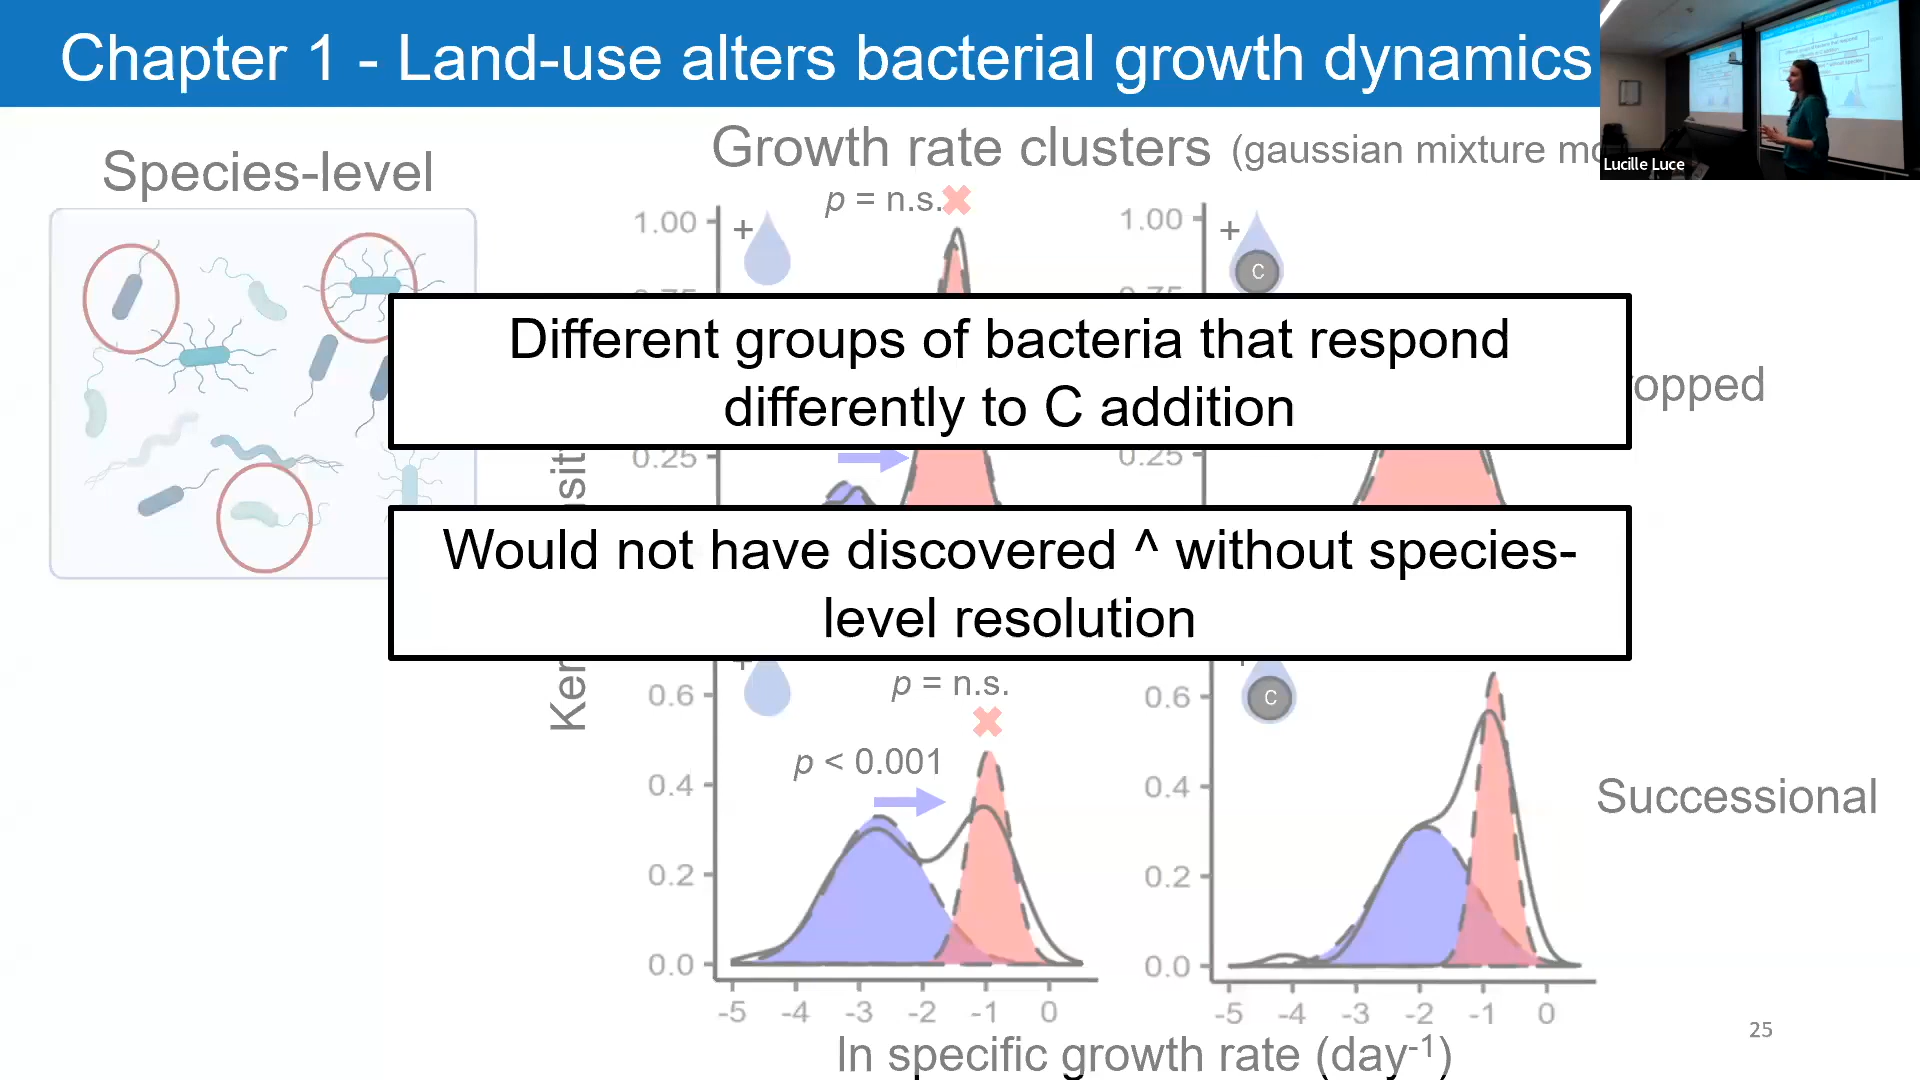 Chapter 1 - Land-use alters bacterial growth dynamics
Lucille Luce
Species-level
Growth rate clusters (gaussian mixture
p = n.s.
1.00
+
1.00
+
C
Different groups of bacteria that respond
differently to C addition
0.25
0.25
Would not have discovered ^ without species-
level resolution
p = n.s.
p < 0.001
0.6
0.4
0.2
0.0
-5 -4 -3 -2 -1 0
C
0.6
0.4
0.2
0.0
-5 -4 -3 -2 -1 0
Successional
ln specific growth rate (day-1)
25